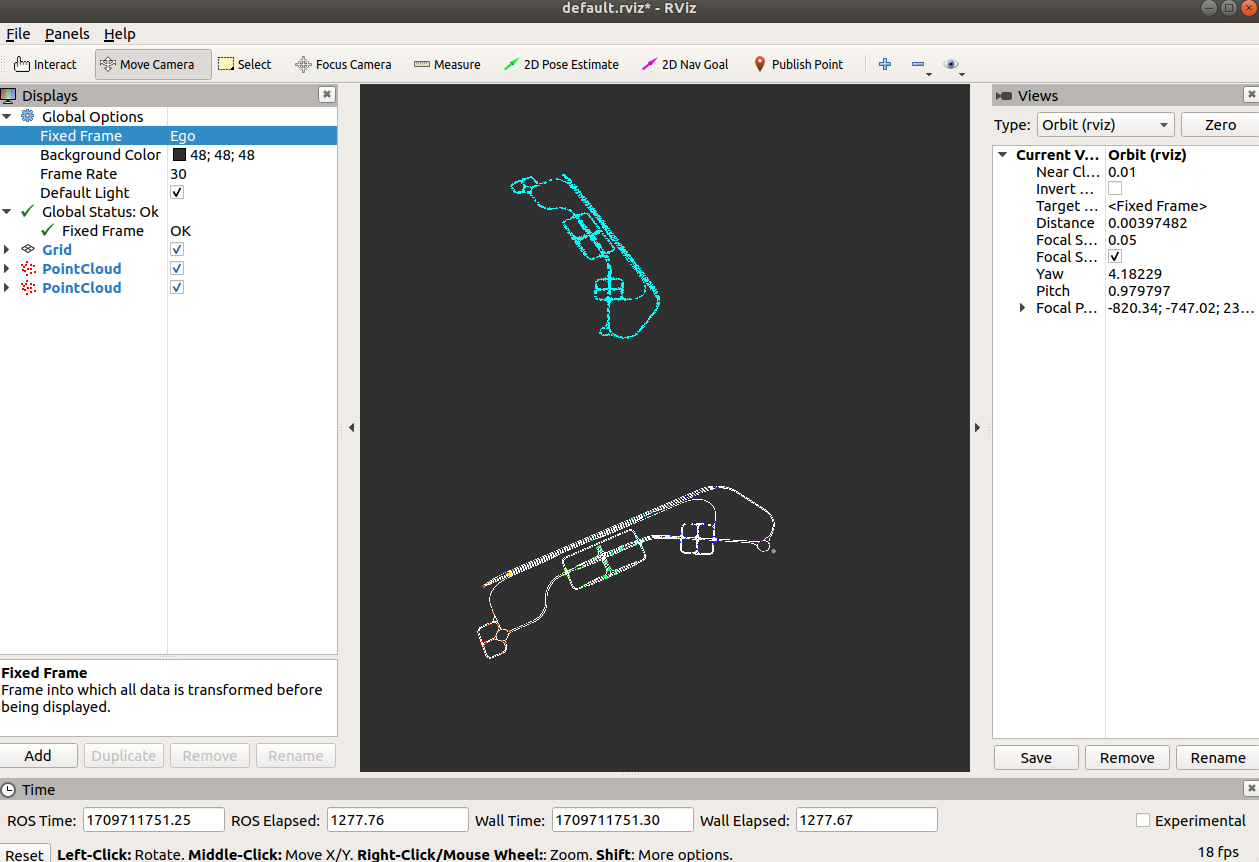 default.rviz* - RViz
File Panels Help
Interact Move Camera Select Focus Camera Measure 2D Pose Estimate 2D Nav Goal Publish Point
Displays
Global Options
Fixed Frame Ego
Background Color 48; 48; 48
Frame Rate 30
Default Light
Global Status: Ok
Fixed Frame OK
Grid
PointCloud
PointCloud
Fixed Frame
Frame into which all data is transformed before
being displayed.
Add Duplicate Remove Rename
Views
Type: Orbit (rviz) Zero
Current V... Orbit (rviz)
Near Cl... 0.01
Invert ...
Target ... <Fixed Frame>
Distance 0.00397482
Focal S... 0.05
Focal S...
Yaw 4.18229
Pitch 0.979797
Focal P... -820.34; -747.02; 23...
Save Remove Rename
Time
ROS Time: 1709711751.25 ROS Elapsed: 1277.76 Wall Time: 1709711751.30 Wall Elapsed: 1277.67 Experimental
Reset Left-Click: Rotate. Middle-Click: Move X/Y. Right-Click/Mouse Wheel:: Zoom. Shift: More options. 18 fps